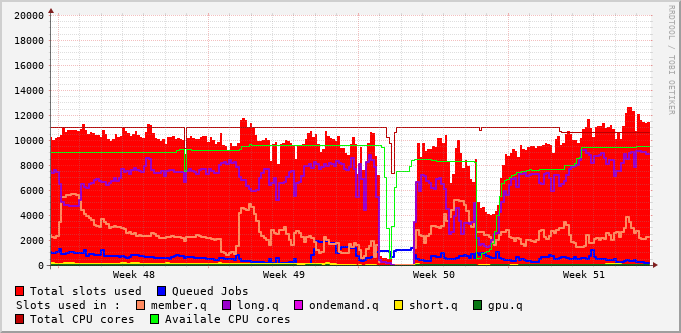 20000
18000
16000
14000
12000
10000
8000
6000
4000
2000
0
Week 48 Week 49 Week 50 Week 51
Total slots used Queued Jobs
Slots used in : member.q long.q ondemand.q short.q gpu.q
Total CPU cores Availale CPU cores
RRDTOOL / TOBI OETIKER